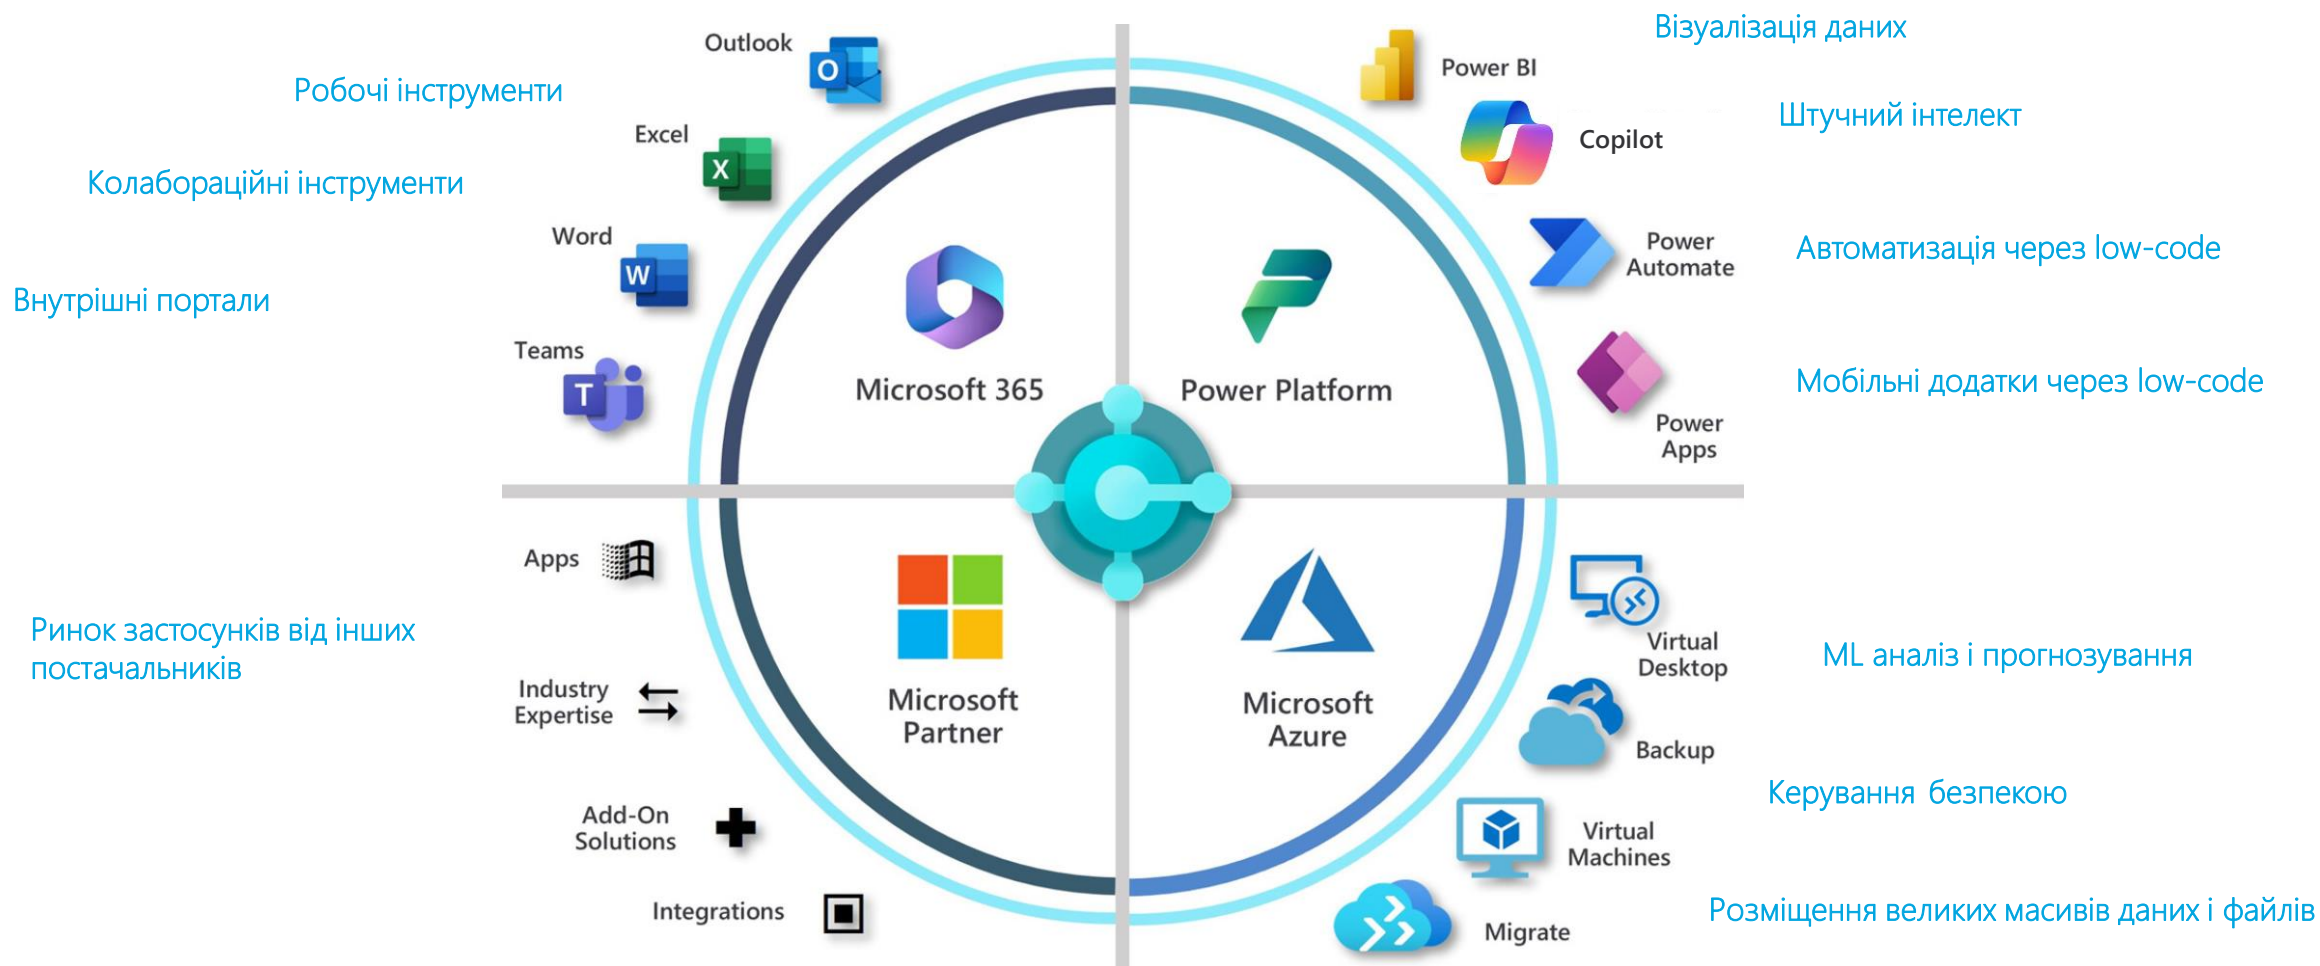 Outlook
Робочі інструменти
Excel
Колабораційні інструменти
Word
Внутрішні портали
Teams
Microsoft 365
Візуалізація даних
Power BI
Штучний інтелект
Copilot
Power
Automate
Автоматизація через low-code
Мобільні додатки через low-code
Power
Apps
Power Platform
Apps
Ринок застосунків від інших
постачальників
Industry
Expertise
Microsoft
Partner
Add-On
Solutions
Integrations
Microsoft
Azure
Virtual
Desktop
ML аналіз і прогнозування
Backup
Керування безпекою
Virtual
Machines
Розміщення великих масивів даних і файлів
Migrate